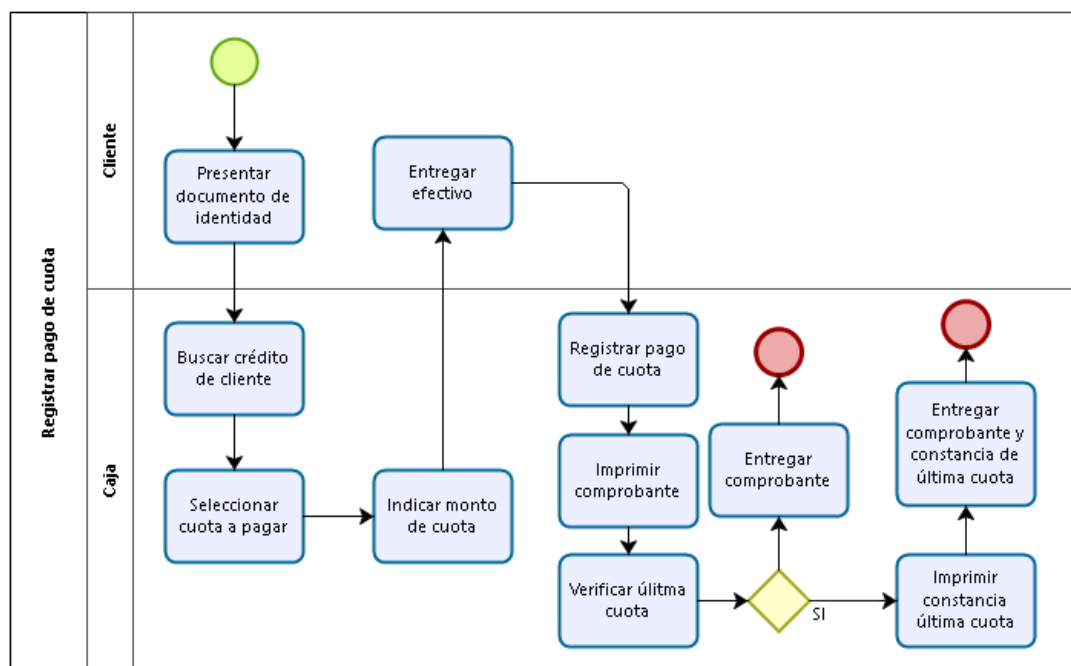 Registrar pago de cuota
Cliente
Presentar
documento de
identidad
Entregar
efectivo
Caja
Buscar crédito
de cliente
Seleccionar
cuota a pagar
Indicar monto
de cuota
Registrar pago
de cuota
Imprimir
comprobante
Verificar úlitma
cuota
Entregar
comprobante
SI
Entregar
comprobante y
constancia de
última cuota
Imprimir
constancia
última cuota